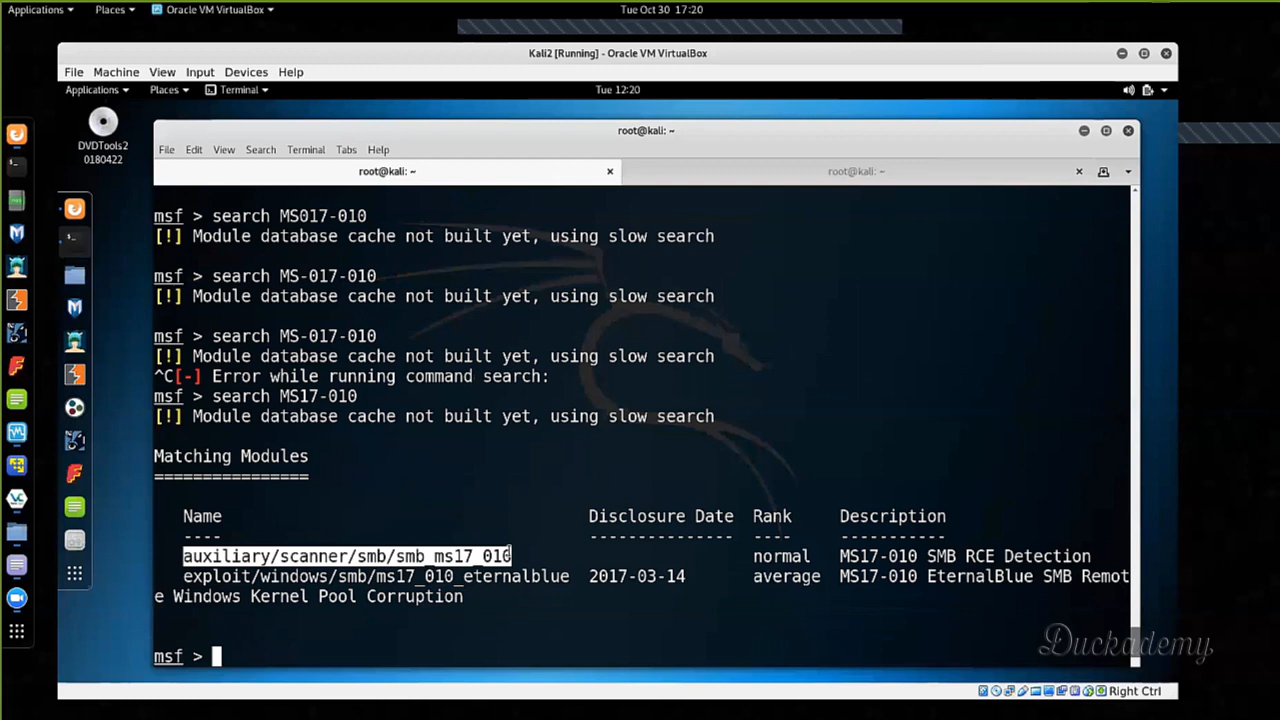 Applications Places Oracle VM VirtualBox Tue Oct 30 17:20
Kali2 [Running] - Oracle VM VirtualBox
File Machine View Input Devices Help
Applications Places Terminal Tue 12:20
DVDTools2
0180422
root@kali: ~
File Edit View Search Terminal Tabs Help
root@kali: ~ root@kali: ~
msf > search MS017-010
[!] Module database cache not built yet, using slow search
msf > search MS-017-010
[!] Module database cache not built yet, using slow search
msf > search MS-017-010
[!] Module database cache not built yet, using slow search
^C[-] Error while running command search:
msf > search MS17-010
[!] Module database cache not built yet, using slow search
Matching Modules
================
Name Disclosure Date Rank Description
---- --------------- ---- -----------
auxiliary/scanner/smb/smb_ms17_010 normal MS17-010 SMB RCE Detection
exploit/windows/smb/ms17_010_eternalblue 2017-03-14 average MS17-010 EternalBlue SMB Remot
e Windows Kernel Pool Corruption
msf >
Duckademy
Right Ctrl